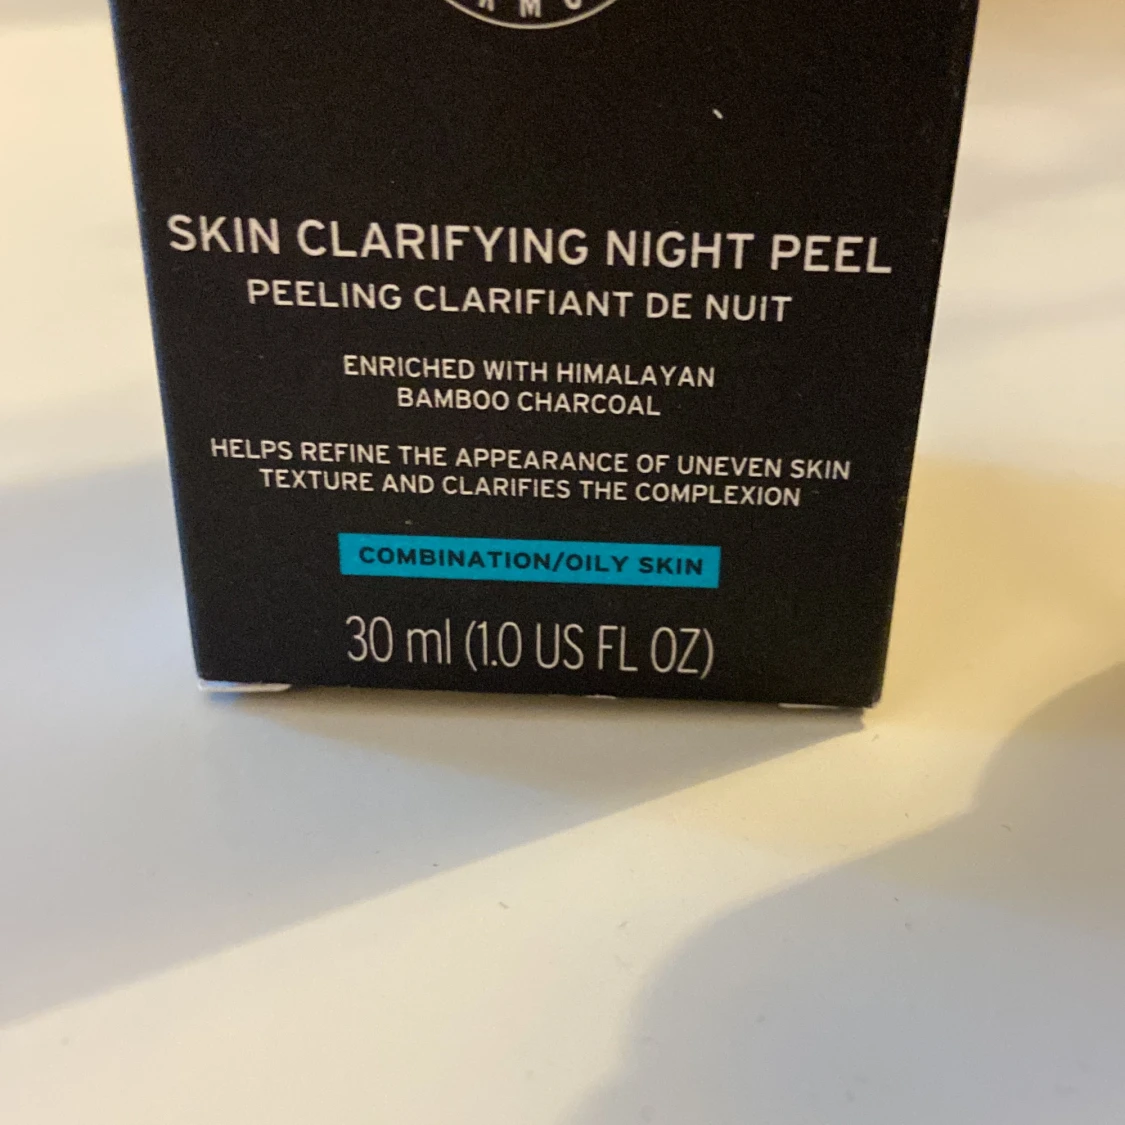 SKIN CLARIFYING NIGHT PEEL
PEELING CLARIFIANT DE NUIT
ENRICHED WITH HIMALAYAN
BAMBOO CHARCOAL
HELPS REFINE THE APPEARANCE OF UNEVEN SKIN
TEXTURE AND CLARIFIES THE COMPLEXION
COMBINATION/OILY SKIN
30 ml (1.0 US FL OZ)